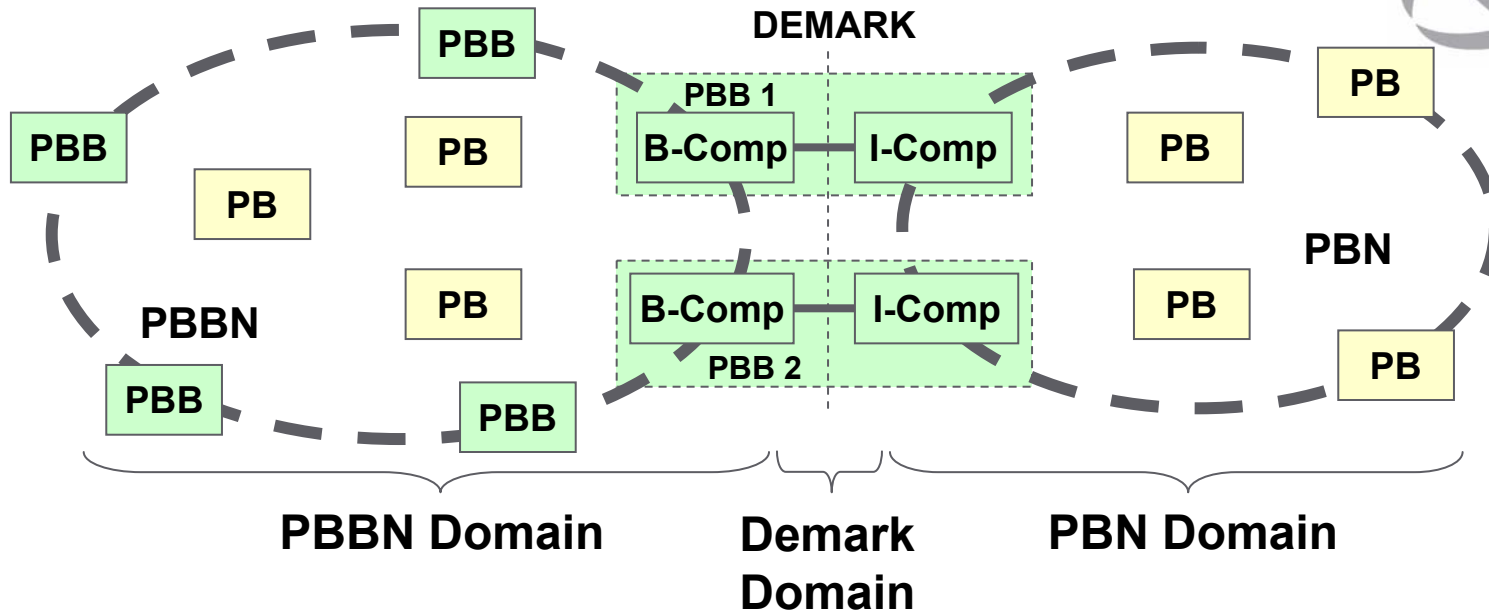 DEMARK
PBB
PBB 1
PB
PBB
PB
B-Comp
I-Comp
PB
PB
PBN
PB
B-Comp
I-Comp
PB
PBBN
PBB 2
PB
PBB
PBB
PBBN Domain
Demark
Domain
PBN Domain